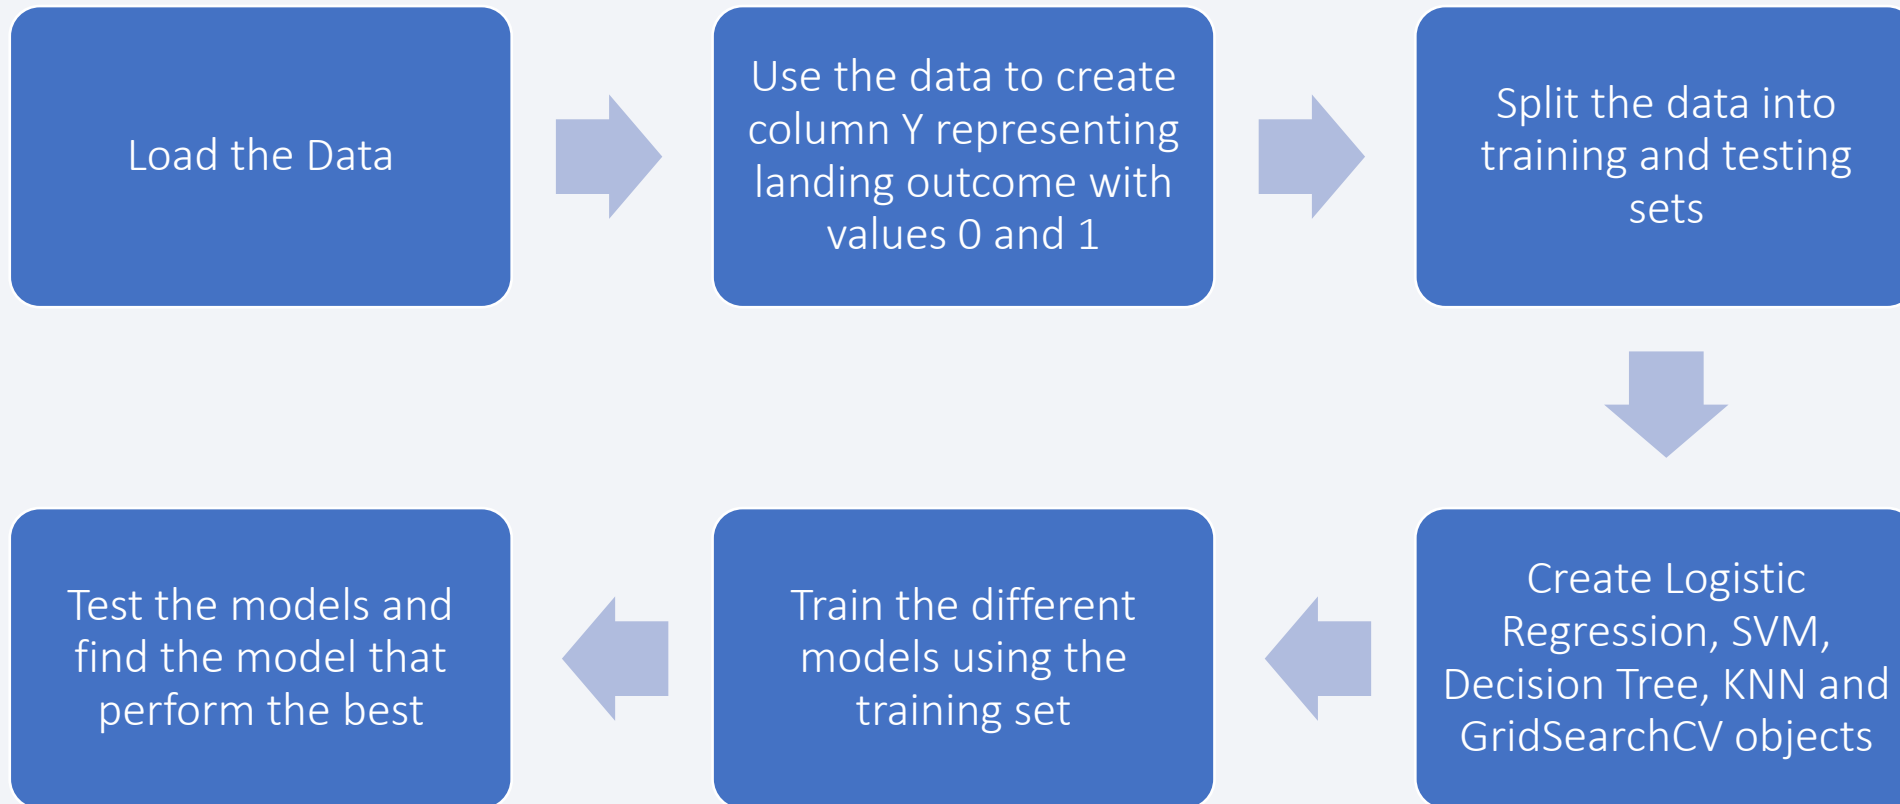 Load the Data
Use the data to create
column Y representing
landing outcome with
values 0 and 1
Split the data into
training and testing
sets
Create Logistic
Regression, SVM,
Decision Tree, KNN and
GridSearchCV objects
Train the different
models using the
training set
Test the models and
find the model that
perform the best